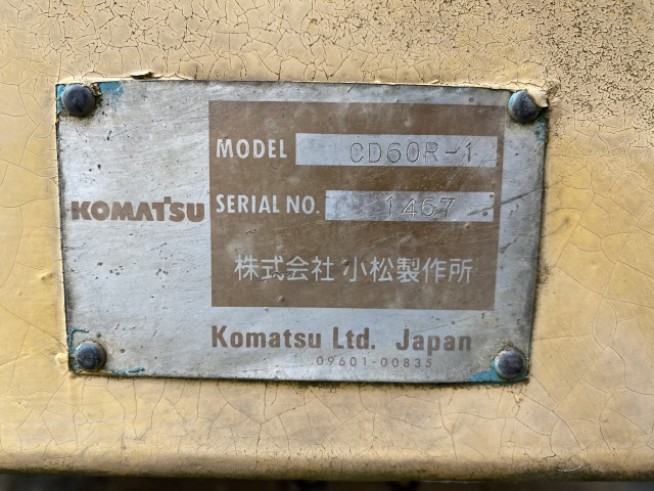 MODEL CD60R-1
KOMATSU SERIAL NO. 1467
株式会社 小松製作所
Komatsu Ltd. Japan
09601-00835